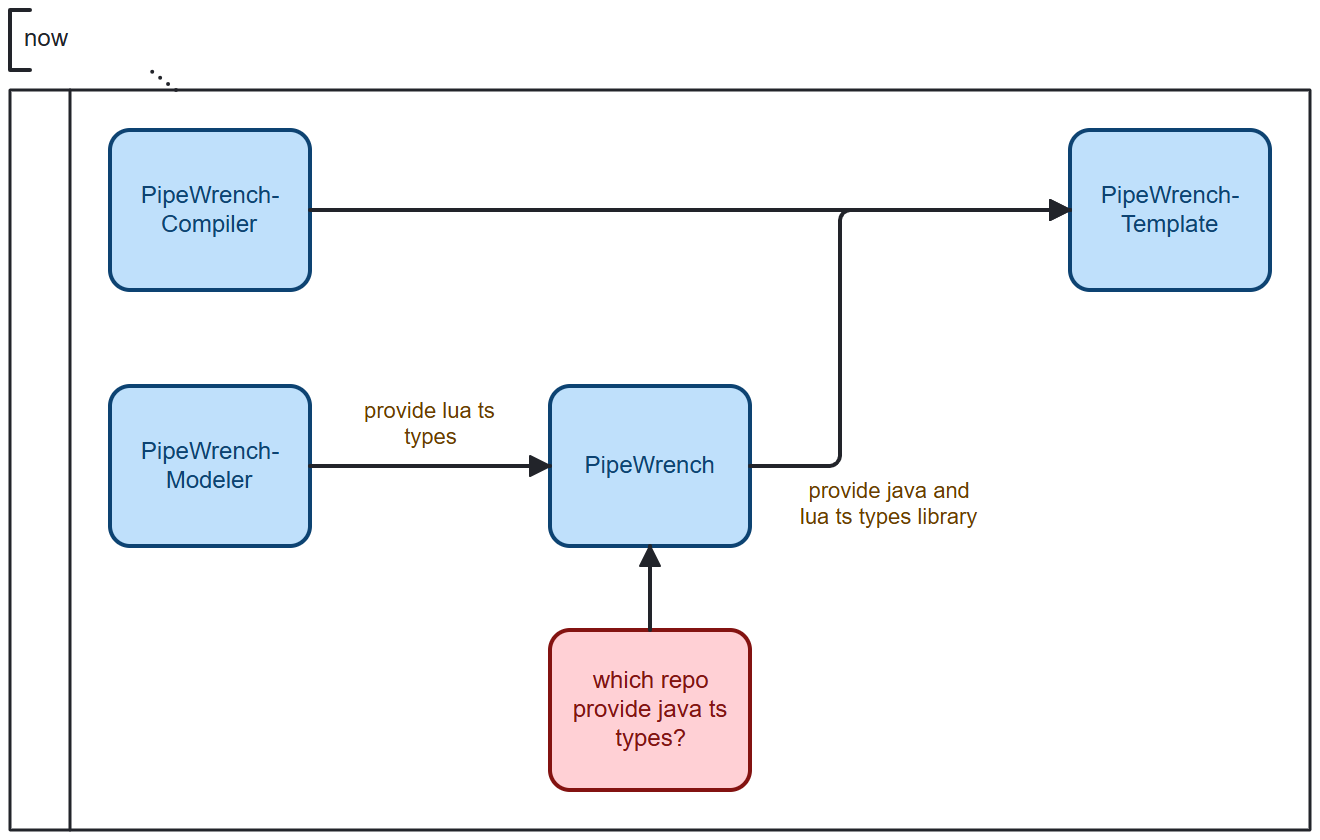 now
PipeWrench-
Compiler
PipeWrench-
Template
PipeWrench-
Modeler
provide lua ts
types
PipeWrench
provide java and
lua ts types library
which repo
provide java ts
types?